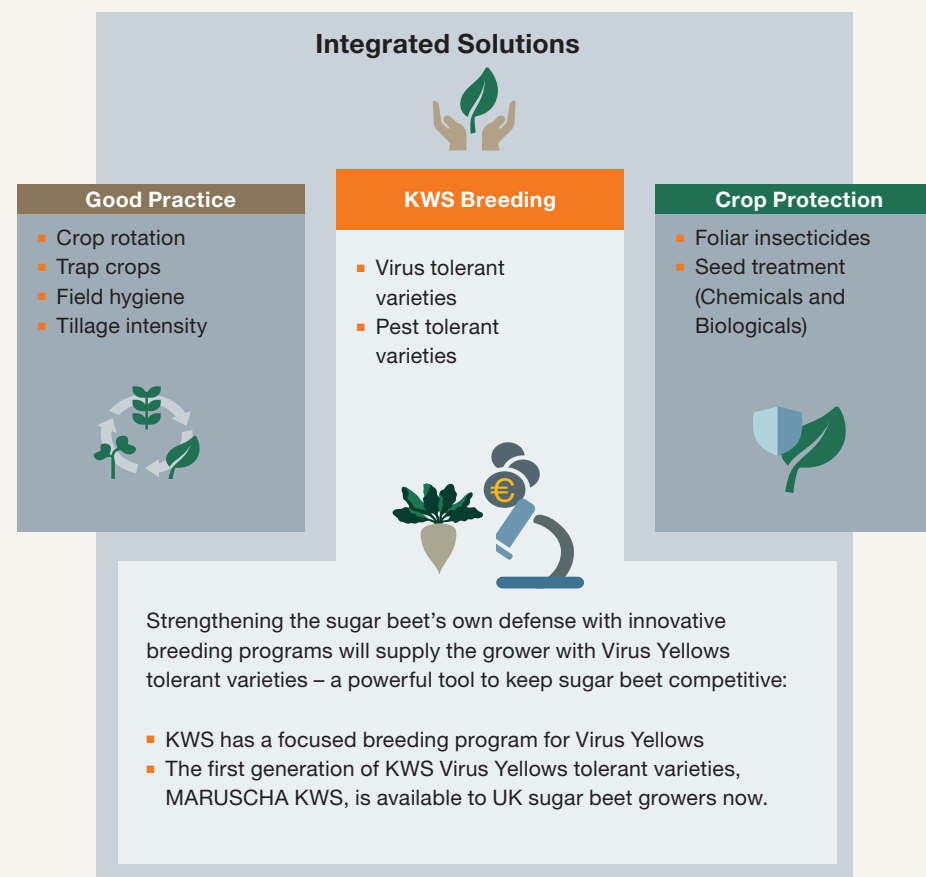 Integrated Solutions
Good Practice
■ Crop rotation
■ Trap crops
■ Field hygiene
■ Tillage intensity
KWS Breeding
■ Virus tolerant
varieties
■ Pest tolerant
varieties
€
Crop Protection
■ Foliar insecticides
■ Seed treatment
(Chemicals and
Biologicals)
Strengthening the sugar beet's own defense with innovative
breeding programs will supply the grower with Virus Yellows
tolerant varieties – a powerful tool to keep sugar beet competitive:
■ KWS has a focused breeding program for Virus Yellows
■ The first generation of KWS Virus Yellows tolerant varieties,
MARUSCHA KWS, is available to UK sugar beet growers now.